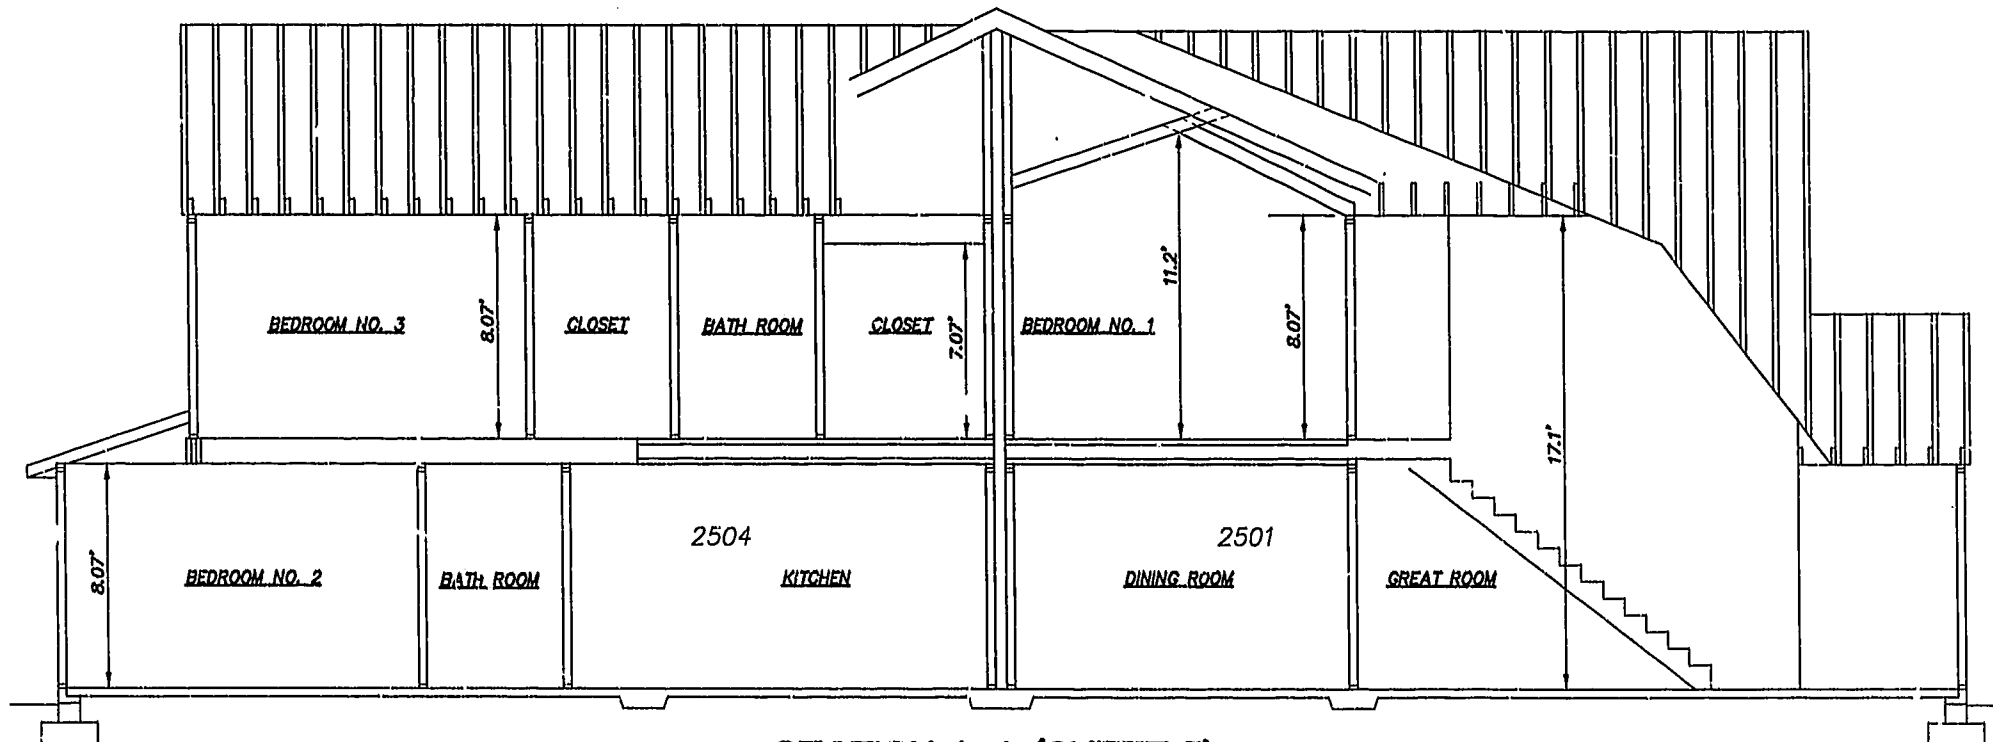 11.2'
BEDROOM NO. 3
8.07'
CLOSET
BATH ROOM
CLOSET
7.07'
BEDROOM NO. 1
8.07'
17.1'
8.07'
BEDROOM NO. 2
BATH ROOM
2504
KITCHEN
2501
DINING ROOM
GREAT ROOM